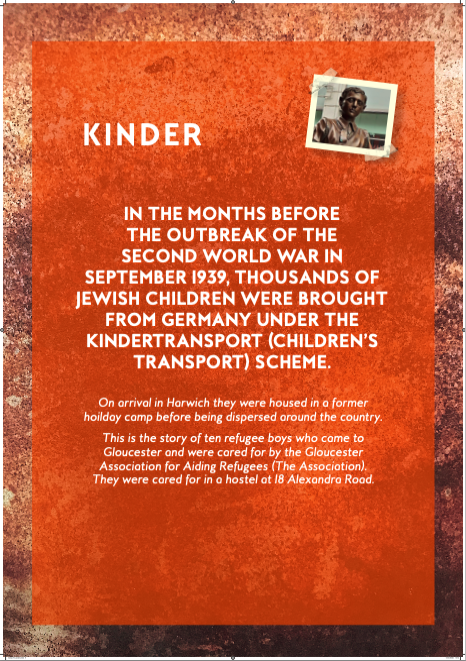 KINDER
IN THE MONTHS BEFORE
THE OUTBREAK OF THE
SECOND WORLD WAR IN
SEPTEMBER 1939, THOUSANDS OF
JEWISH CHILDREN WERE BROUGHT
FROM GERMANY UNDER THE
KINDERTRANSPORT (CHILDREN'S
TRANSPORT) SCHEME.
On arrival in Harwich they were housed in a former
hoilday camp before being dispersed around the country.
This is the story of ten refugee boys who came to
Gloucester and were cared for by the Gloucester
Association for Aiding Refugees (The Association).
They were cared for in a hostel at 18 Alexandra Road.